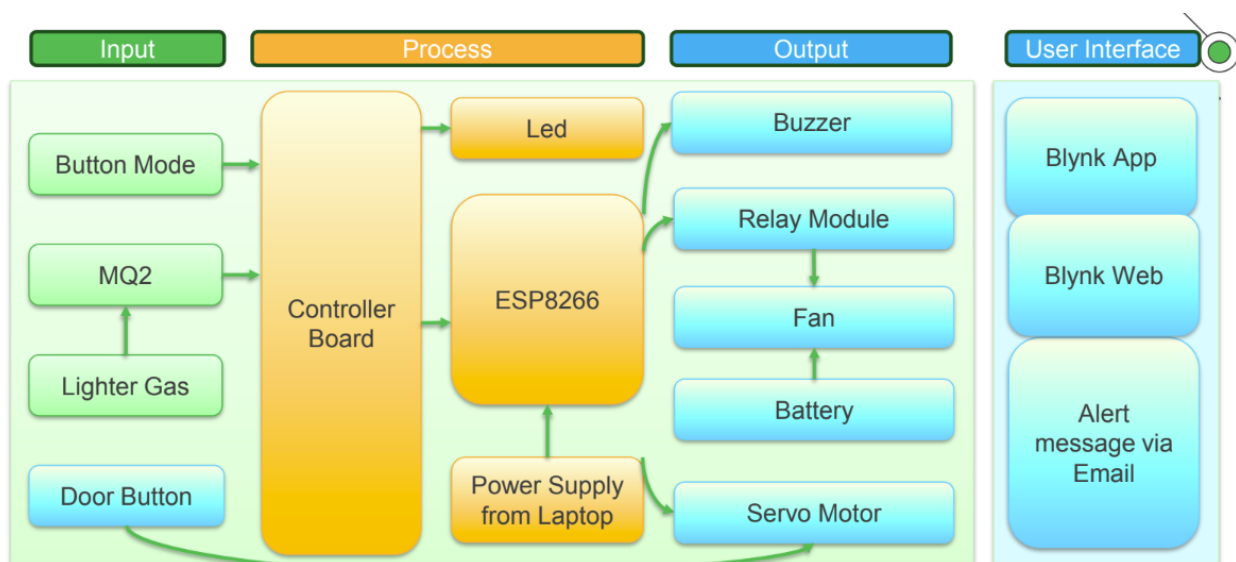 Input
Process
Output
User Interface
Button Mode
MQ2
Lighter Gas
Door Button
Controller
Board
Led
ESP8266
Power Supply
from Laptop
Buzzer
Relay Module
Fan
Battery
Servo Motor
Blynk App
Blynk Web
Alert
message via
Email